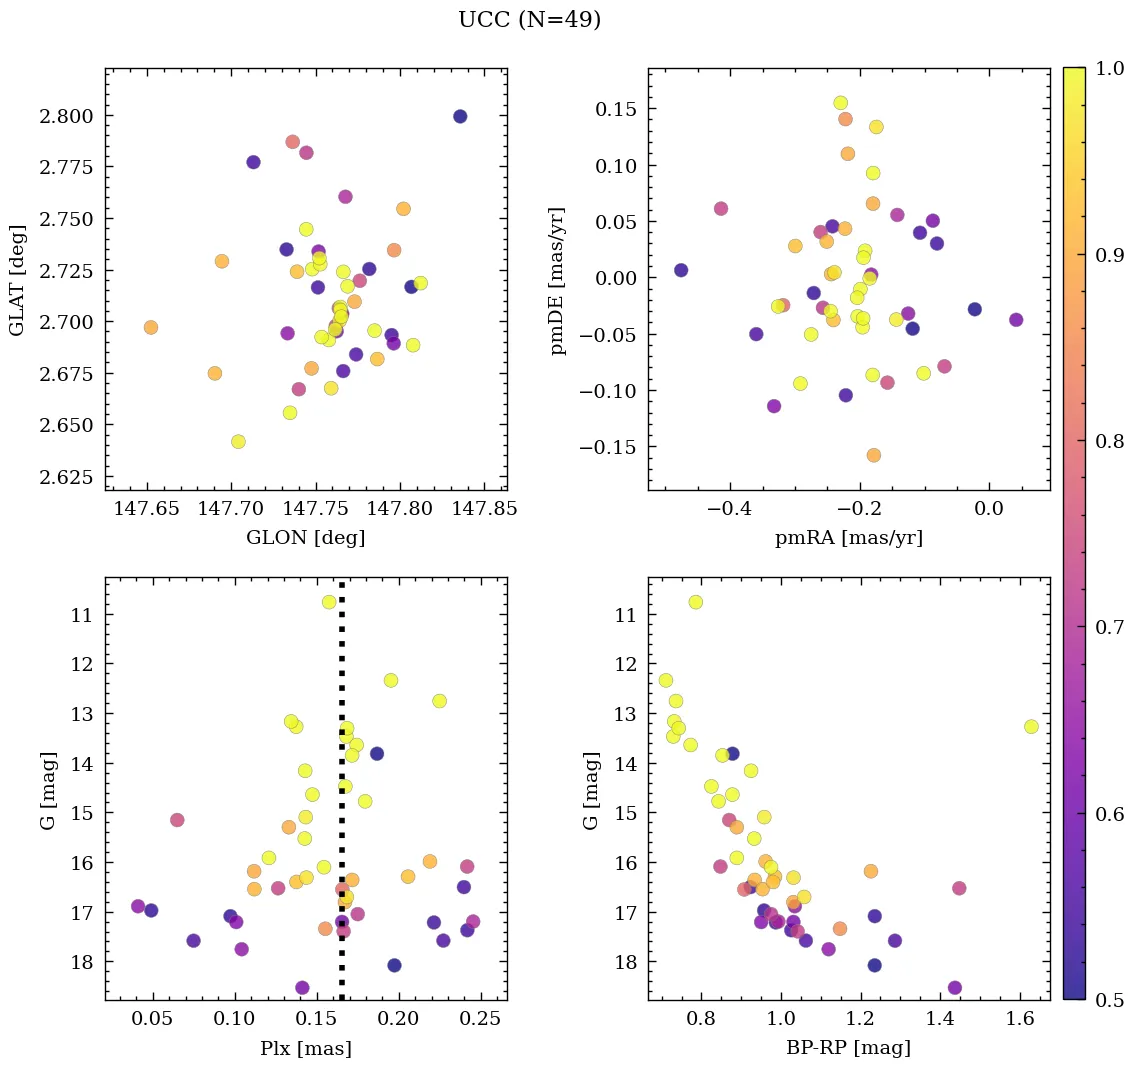 UCC (N=49)
2.800
2.775
2.750
2.725
2.700
2.675
2.650
2.625
GLAT [deg]
147.65 147.70 147.75 147.80 147.85
GLON [deg]
0.15
0.10
0.05
0.00
−0.05
−0.10
−0.15
pmDE [mas/yr]
−0.4 −0.2 0.0
pmRA [mas/yr]
11
12
13
14
15
16
17
18
G [mag]
0.05 0.10 0.15 0.20 0.25
Plx [mas]
11
12
13
14
15
16
17
18
G [mag]
0.8 1.0 1.2 1.4 1.6
BP-RP [mag]
1.0
0.9
0.8
0.7
0.6
0.5